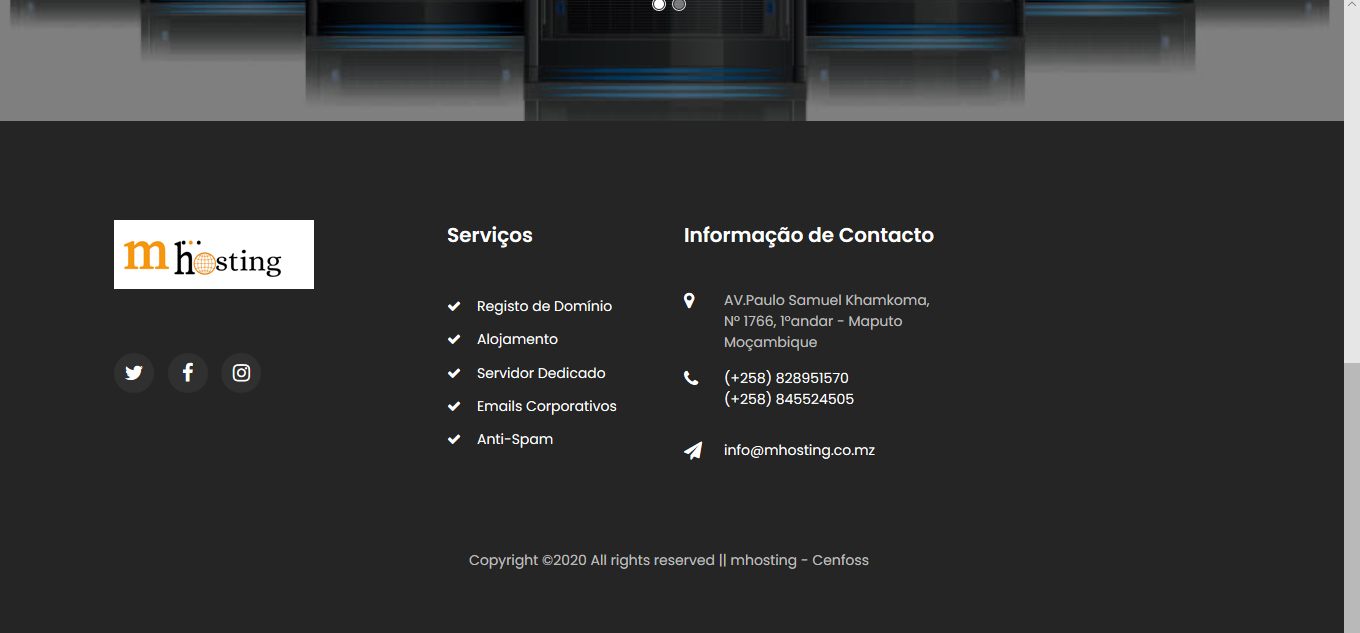 m hosting
Serviços
Registo de Domínio
Alojamento
Servidor Dedicado
Emails Corporativos
Anti-Spam
Informação de Contacto
AV.Paulo Samuel Khamkoma,
Nº 1766, 1ºandar - Maputo
Moçambique
(+258) 828951570
(+258) 845524505
info@mhosting.co.mz
Copyright ©2020 All rights reserved || mhosting - Cenfoss